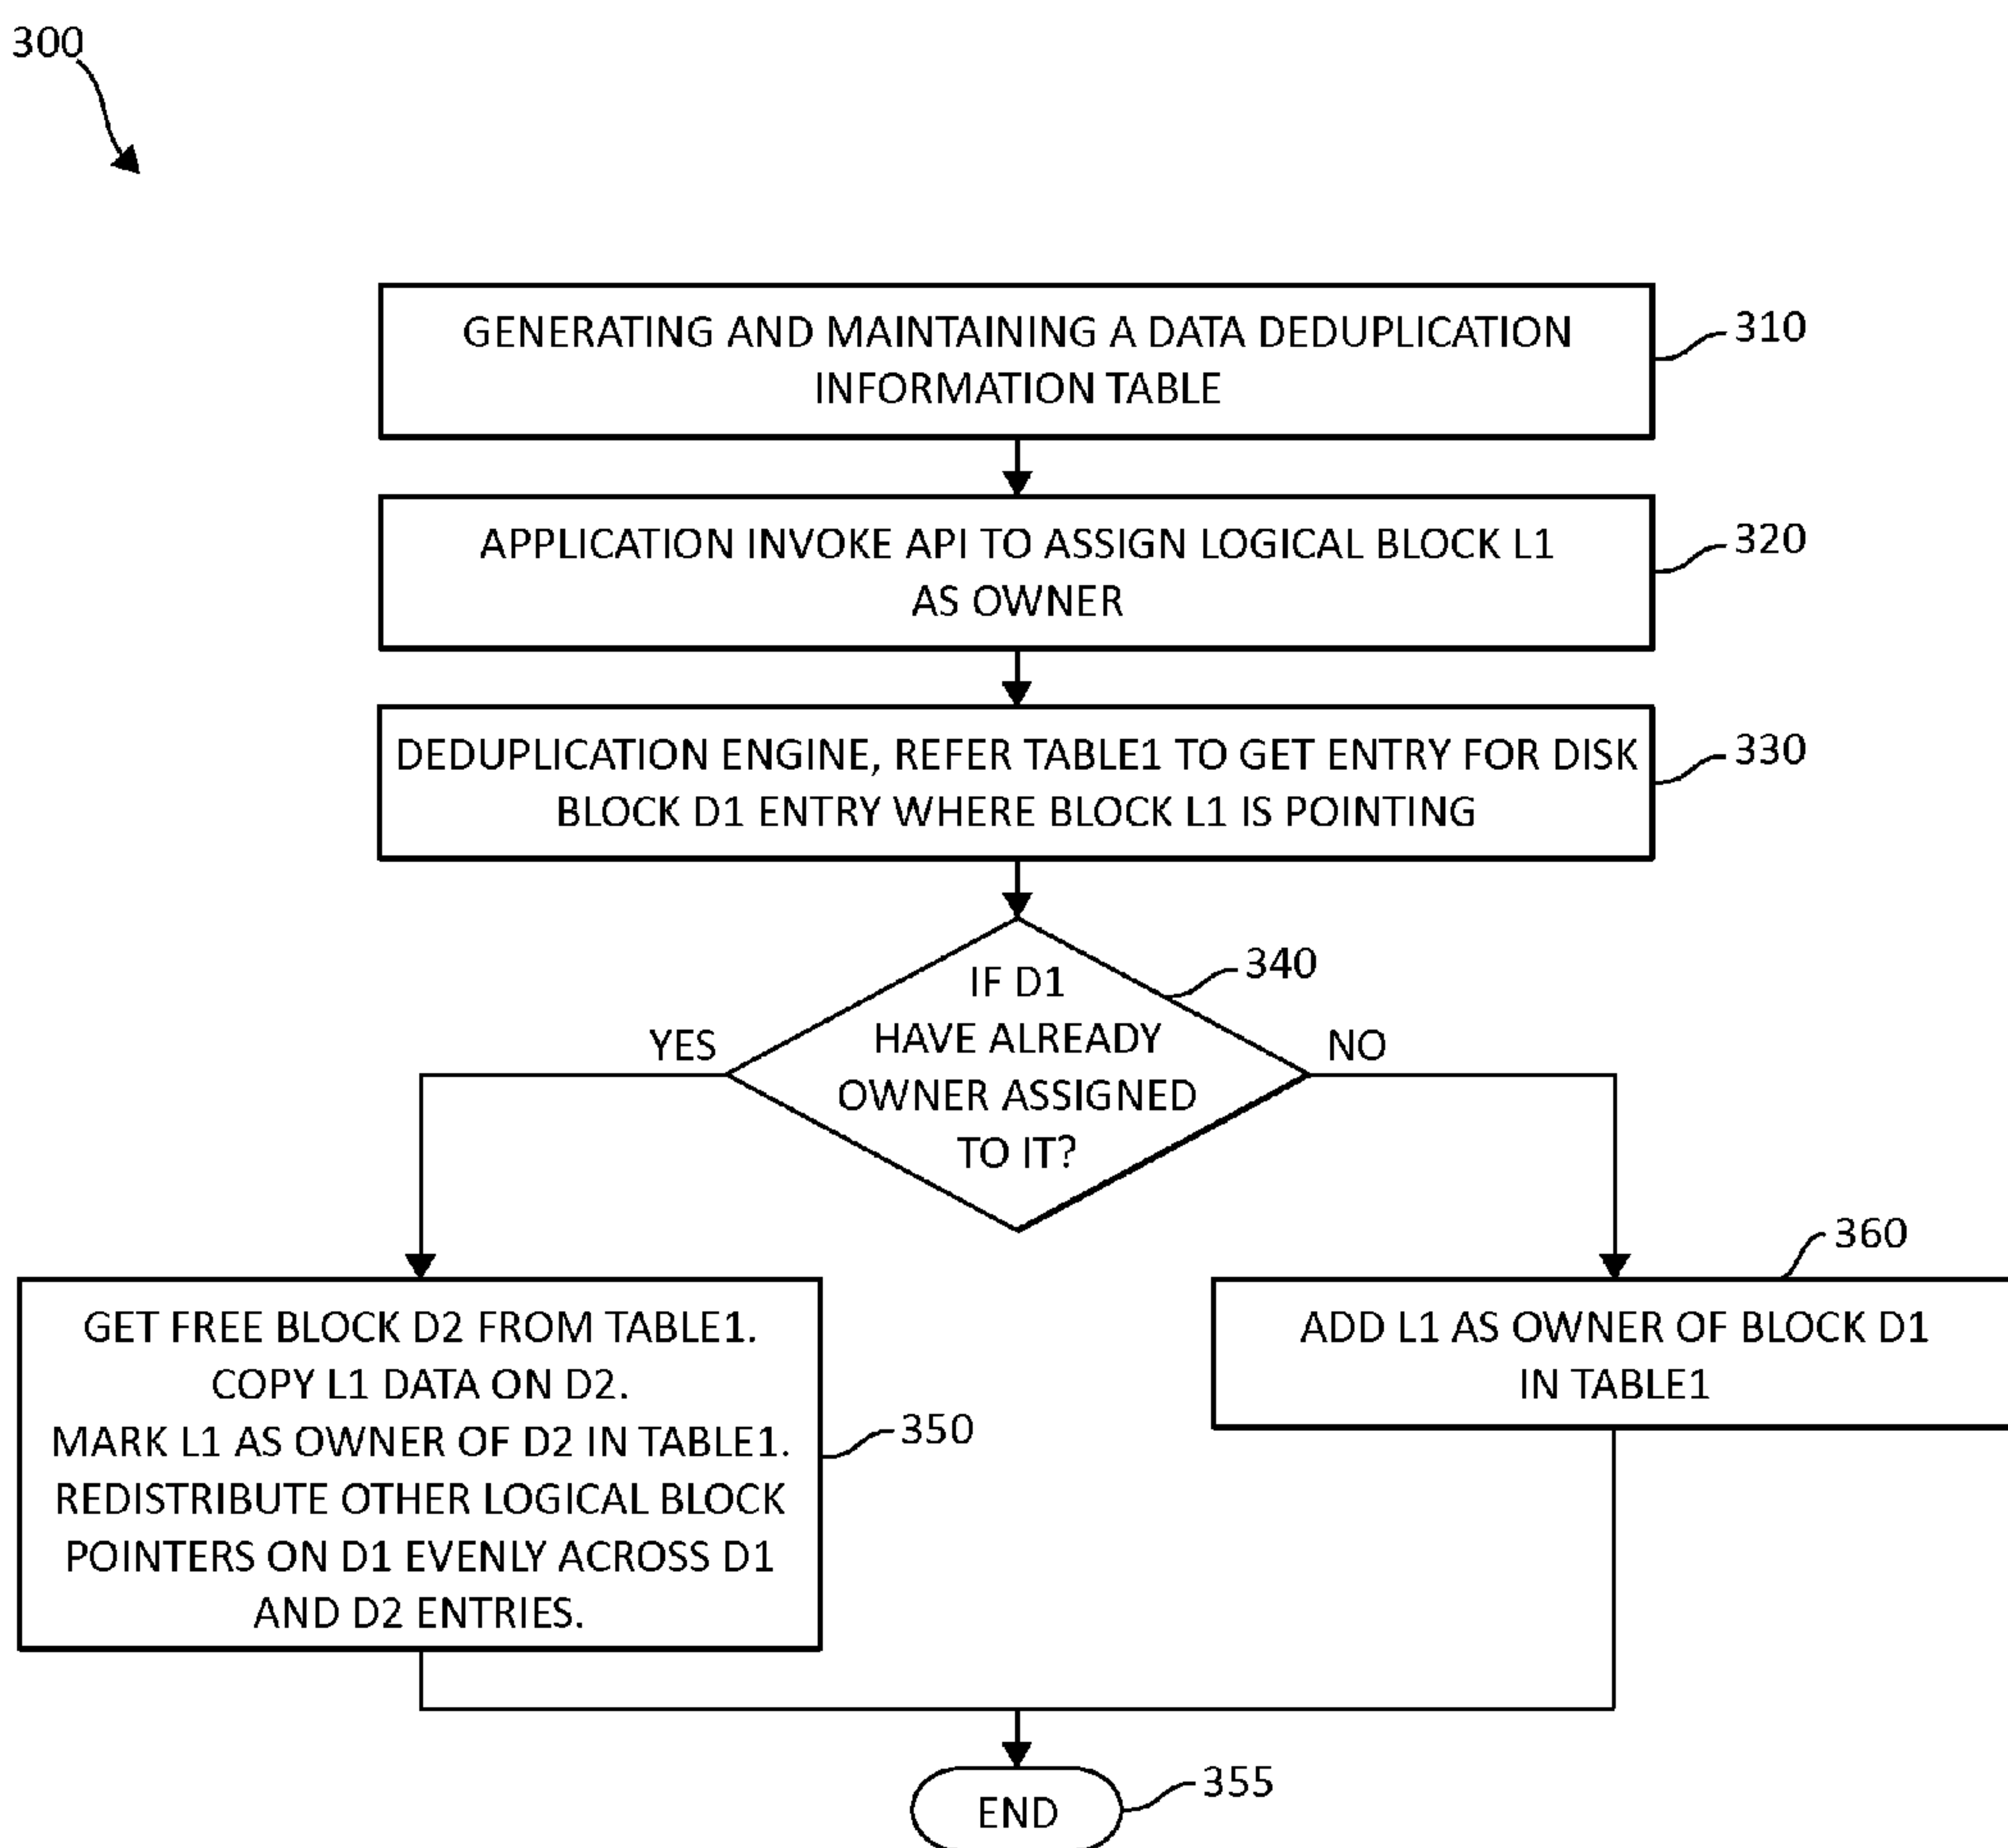 300
GENERATING AND MAINTAINING A DATA DEDUPLICATION
INFORMATION TABLE
310
APPLICATION INVOKE API TO ASSIGN LOGICAL BLOCK L1
AS OWNER
320
DEDUPLICATION ENGINE, REFER TABLE1 TO GET ENTRY FOR DISK
BLOCK D1 ENTRY WHERE BLOCK L1 IS POINTING
330
IF D1
HAVE ALREADY
OWNER ASSIGNED
TO IT?
340
YES
NO
GET FREE BLOCK D2 FROM TABLE1.
COPY L1 DATA ON D2.
MARK L1 AS OWNER OF D2 IN TABLE1.
REDISTRIBUTE OTHER LOGICAL BLOCK
POINTERS ON D1 EVENLY ACROSS D1
AND D2 ENTRIES.
350
360
ADD L1 AS OWNER OF BLOCK D1
IN TABLE1
END
355